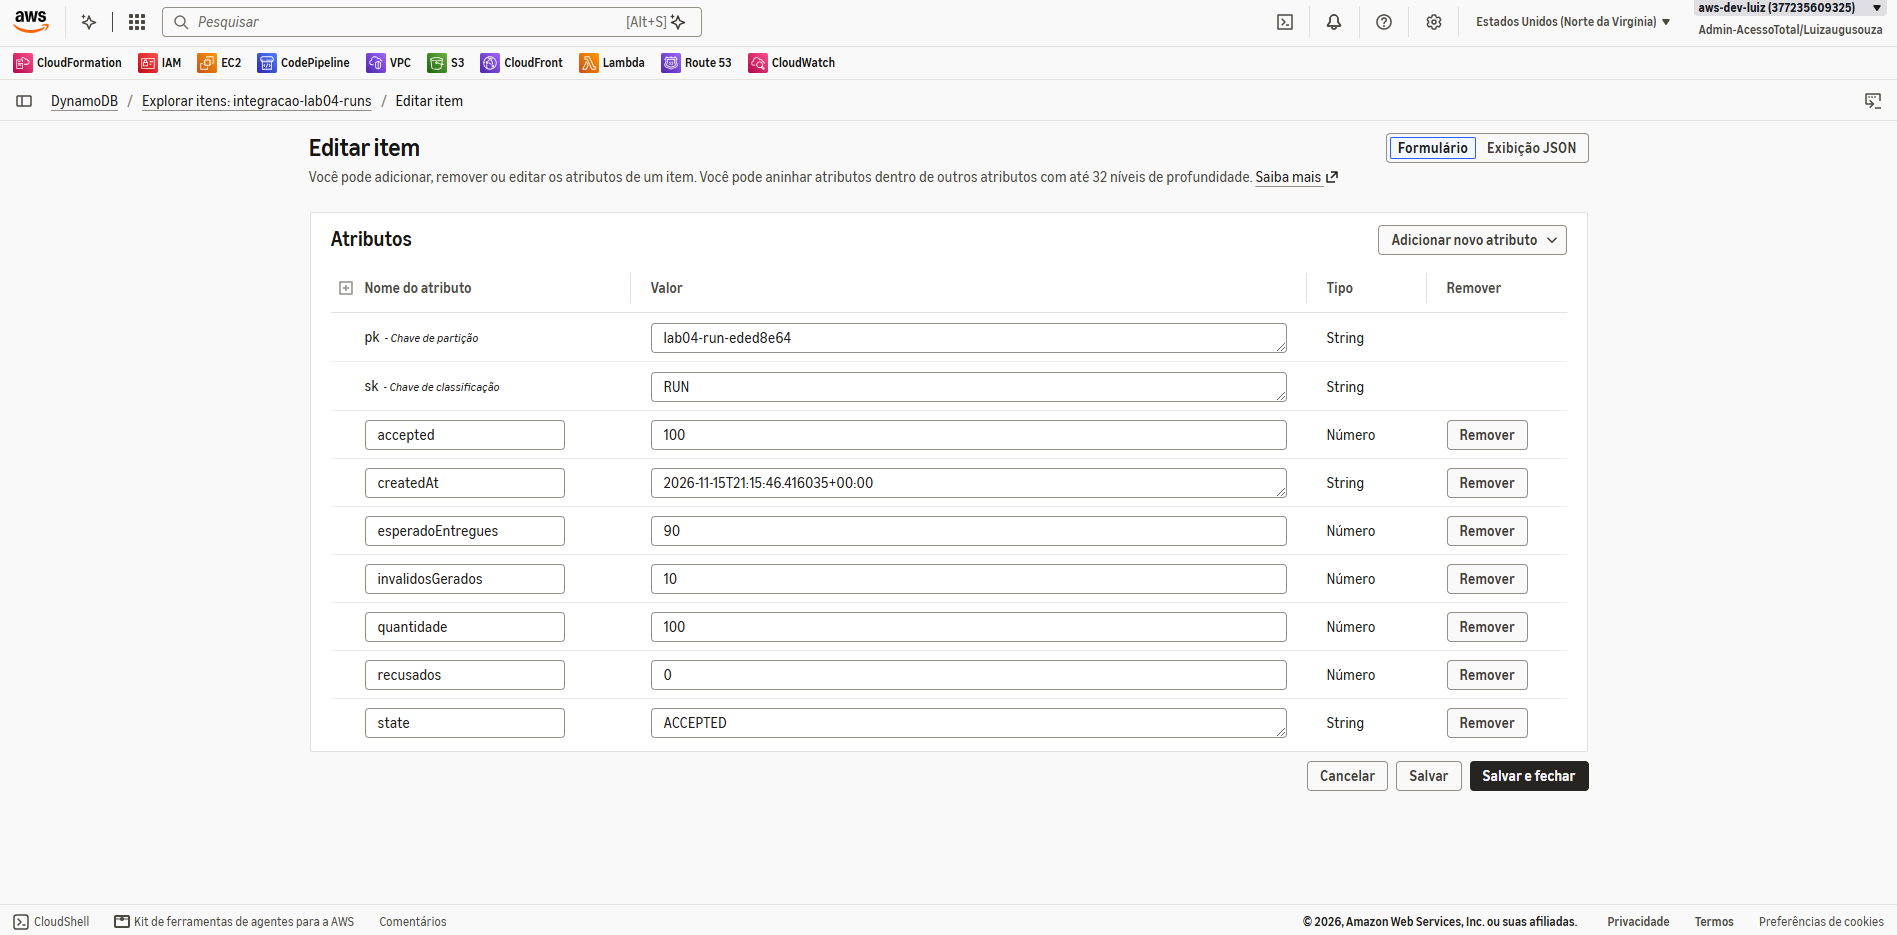 aws
Pesquisar [Alt+S]
Estados Unidos (Norte da Virgínia)
aws-dev-luiz (377235609325)
Admin-AcessoTotal/Luizaugusouza
CloudFormation IAM EC2 CodePipeline VPC S3 CloudFront Lambda Route 53 CloudWatch
DynamoDB / Explorar itens: integracao-lab04-runs / Editar item
Editar item
Formulário Exibição JSON
Você pode adicionar, remover ou editar os atributos de um item. Você pode aninhar atributos dentro de outros atributos com até 32 níveis de profundidade. Saiba mais
Atributos
Adicionar novo atributo
Nome do atributo Valor Tipo Remover
pk - Chave de partição lab04-run-eded8e64 String
sk - Chave de classificação RUN String
accepted 100 Número Remover
createdAt 2026-11-15T21:15:46.416035+00:00 String Remover
esperadoEntregues 90 Número Remover
invalidosGerados 10 Número Remover
quantidade 100 Número Remover
recusados 0 Número Remover
state ACCEPTED String Remover
Cancelar Salvar Salvar e fechar
CloudShell Kit de ferramentas de agentes para a AWS Comentários © 2026, Amazon Web Services, Inc. ou suas afiliadas. Privacidade Termos Preferências de cookies